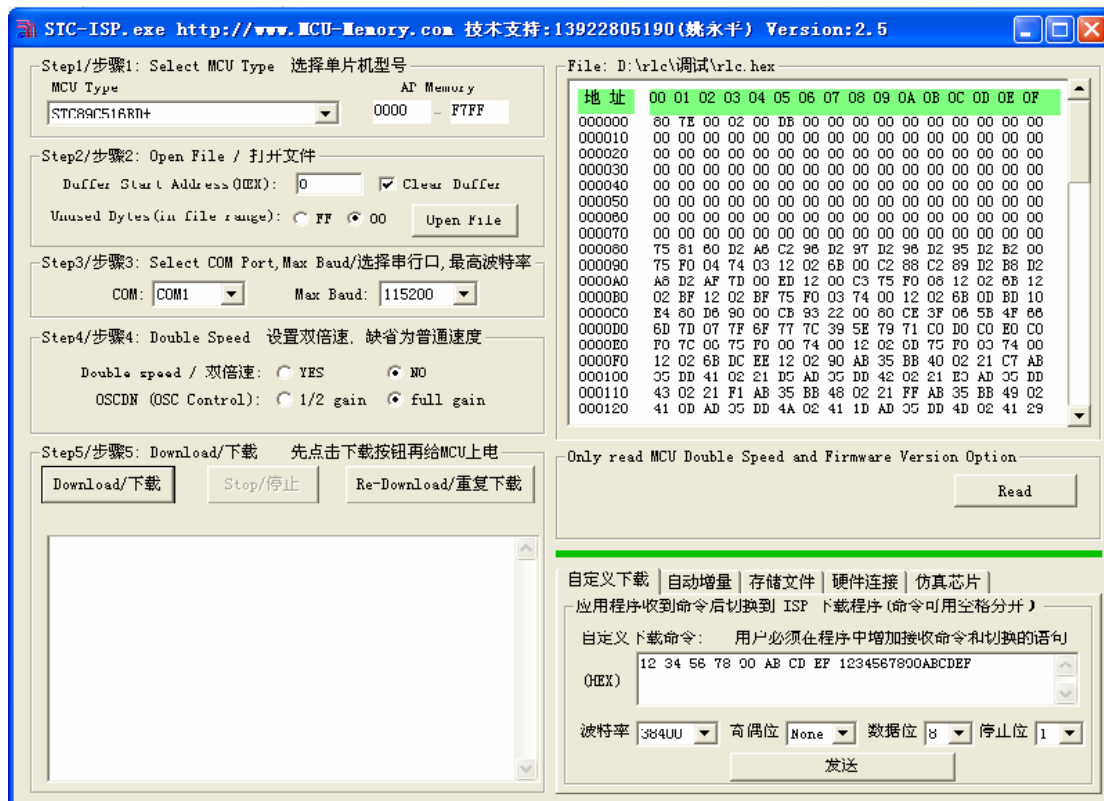 STC-ISP.exe http://www.MCU-Memory.com 技术支持:13922805190(姚永平) Version:2.5
Step1/步骤1: Select MCU Type 选择单片机型号
MCU Type AP Memory
STC89C516RD+ 0000 - F7FF
Step2/步骤2: Open File / 打开文件
Buffer Start Address(HEX): 0 Clear Buffer
Unused Bytes(in file range): FF 00 Open File
Step3/步骤3: Select COM Port,Max Baud/选择串行口,最高波特率
COM: COM1 Max Baud: 115200
Step4/步骤4: Double Speed 设置双倍速, 缺省为普通速度
Double speed / 双倍速: YES NO
OSCDN (OSC Control): 1/2 gain full gain
Step5/步骤5: Download/下载 先点击下载按钮再给MCU上电
Download/下载 Stop/停止 Re-Download/重复下载
File: D:\rlc\调试\rlc.hex
地 址 00 01 02 03 04 05 06 07 08 09 0A 0B 0C 0D 0E 0F
000000 80 7E 00 02 00 DB 00 00 00 00 00 00 00 00 00 00
000010 00 00 00 00 00 00 00 00 00 00 00 00 00 00 00 00
000020 00 00 00 00 00 00 00 00 00 00 00 00 00 00 00 00
000030 00 00 00 00 00 00 00 00 00 00 00 00 00 00 00 00
000040 00 00 00 00 00 00 00 00 00 00 00 00 00 00 00 00
000050 00 00 00 00 00 00 00 00 00 00 00 00 00 00 00 00
000060 00 00 00 00 00 00 00 00 00 00 00 00 00 00 00 00
000070 00 00 00 00 00 00 00 00 00 00 00 00 00 00 00 00
000080 75 81 60 D2 A8 C2 96 D2 97 D2 96 D2 95 D2 B2 00
000090 75 F0 04 74 03 12 02 6B 00 C2 88 C2 89 D2 B8 D2
0000A0 A8 D2 AF 7D 00 ED 12 00 C3 75 F0 08 12 02 6B 12
0000B0 02 BF 12 02 BF 75 F0 03 74 00 12 02 6B 0D BD 10
0000C0 E4 80 D6 90 00 CB 93 22 00 80 CE 3F 06 5B 4F 66
0000D0 6D 7D 07 7F 6F 77 7C 39 5E 79 71 C0 D0 C0 E0 C0
0000E0 F0 7C 06 75 F0 00 74 00 12 02 6D 75 F0 03 74 00
0000F0 12 02 6B DC EE 12 02 90 AB 35 BB 40 02 21 C7 AB
000100 35 DD 41 02 21 D5 AD 35 DD 42 02 21 E3 AD 35 DD
000110 43 02 21 F1 AB 35 BB 48 02 21 FF AB 35 BB 49 02
000120 41 0D AD 35 DD 4A 02 41 1D AD 35 DD 4D 02 41 29
Only read MCU Double Speed and Firmware Version Option
Read
自定义下载 自动增量 存储文件 硬件连接 仿真芯片
应用程序收到命令后切换到 ISP 下载程序(命令可用空格分开)
自定义下载命令: 用户必须在程序中增加接收命令和切换的语句
(HEX) 12 34 56 78 00 AB CD EF 1234567800ABCDEF
波特率 38400 奇偶位 None 数据位 8 停止位 1
发送